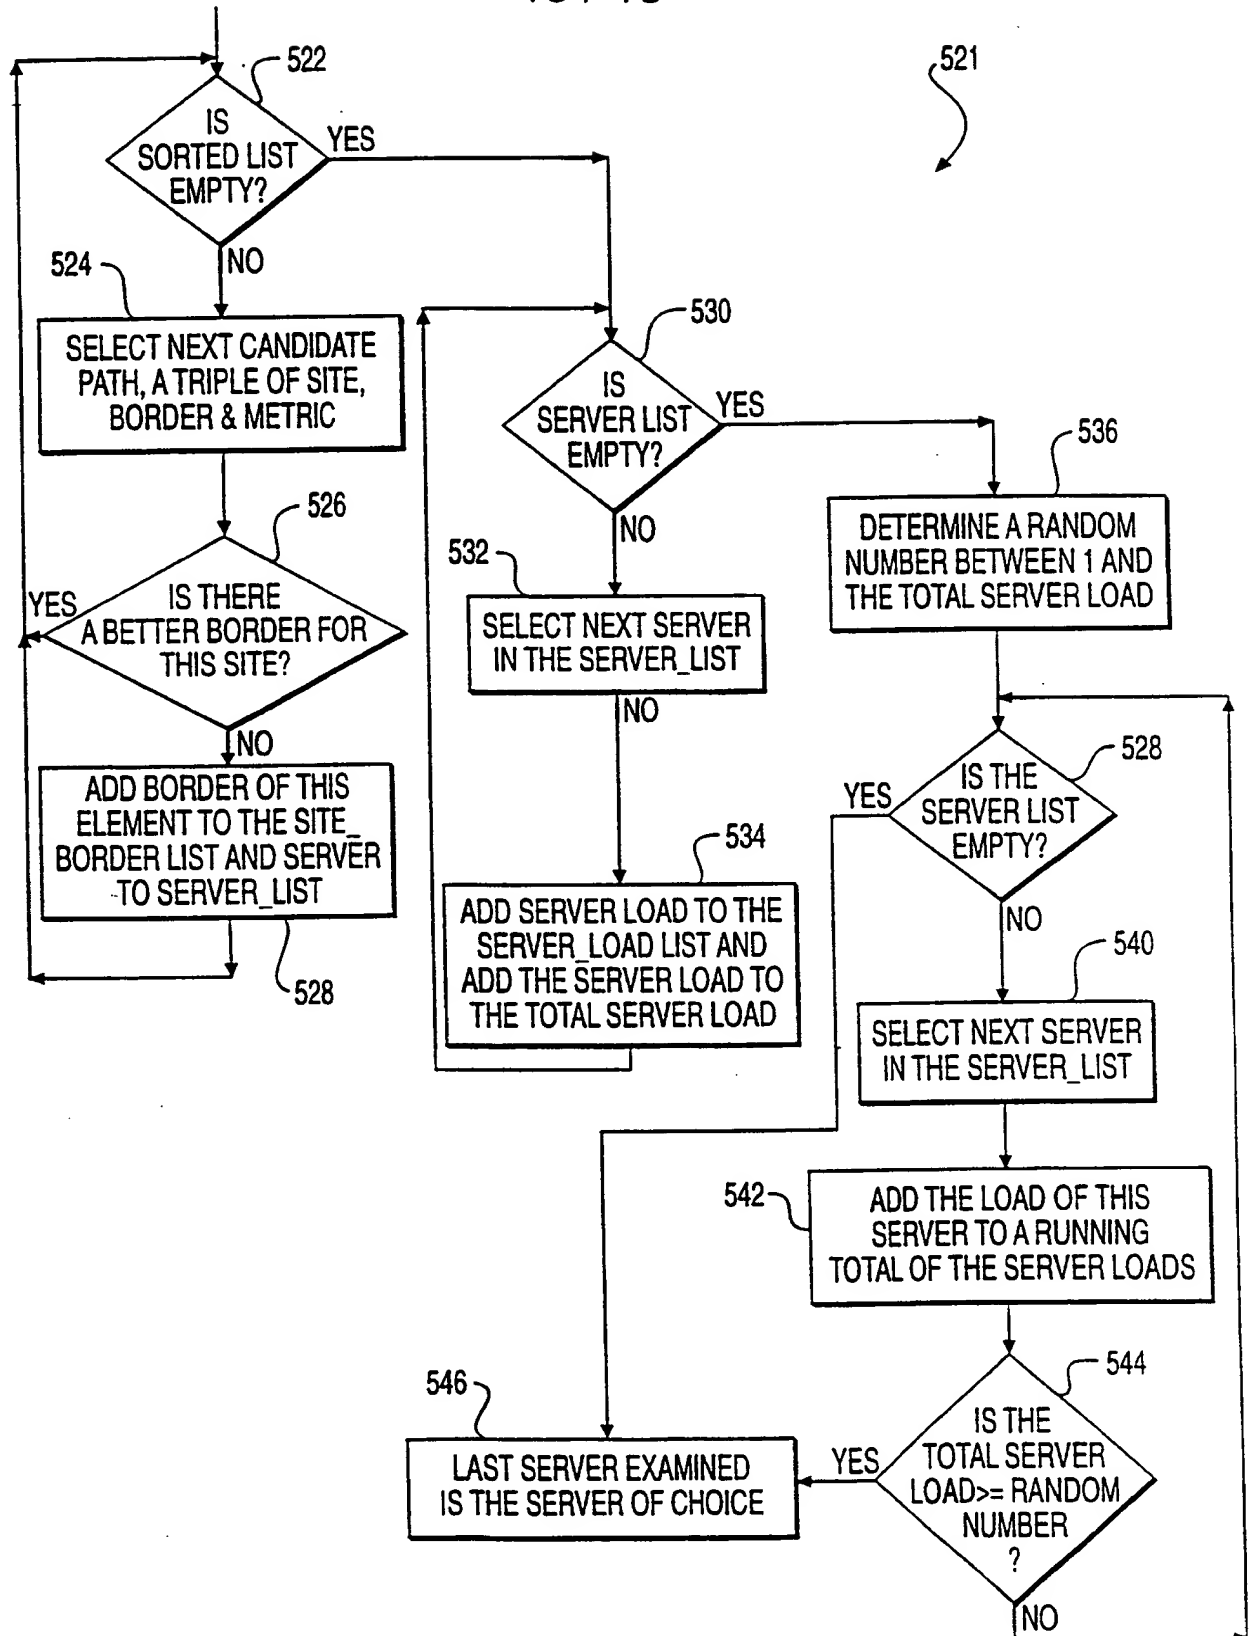 522
521
IS
SORTED LIST
EMPTY?
YES
NO
524
SELECT NEXT CANDIDATE
PATH, A TRIPLE OF SITE,
BORDER & METRIC
526
IS THERE
A BETTER BORDER FOR
THIS SITE?
YES
NO
ADD BORDER OF THIS
ELEMENT TO THE SITE_
BORDER LIST AND SERVER
TO SERVER_LIST
528
530
IS
SERVER LIST
EMPTY?
YES
NO
532
SELECT NEXT SERVER
IN THE SERVER_LIST
NO
534
ADD SERVER LOAD TO THE
SERVER_LOAD LIST AND
ADD THE SERVER LOAD TO
THE TOTAL SERVER LOAD
536
DETERMINE A RANDOM
NUMBER BETWEEN 1 AND
THE TOTAL SERVER LOAD
528
IS THE
SERVER LIST
EMPTY?
YES
NO
540
SELECT NEXT SERVER
IN THE SERVER_LIST
542
ADD THE LOAD OF THIS
SERVER TO A RUNNING
TOTAL OF THE SERVER LOADS
544
IS THE
TOTAL SERVER
LOAD>= RANDOM
NUMBER
?
YES
NO
546
LAST SERVER EXAMINED
IS THE SERVER OF CHOICE